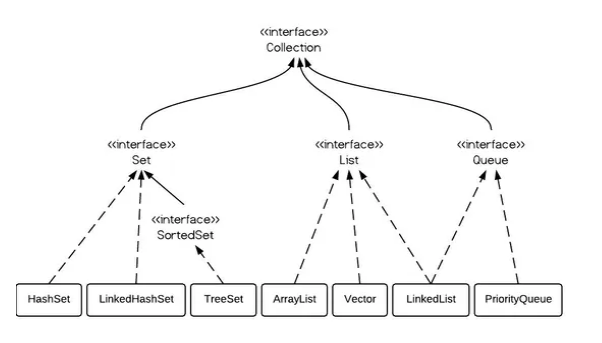 <<interface>>
Collection
<<interface>>
Set
<<interface>>
List
<<interface>>
Queue
<<interface>>
SortedSet
HashSet
LinkedHashSet
TreeSet
ArrayList
Vector
LinkedList
PriorityQueue